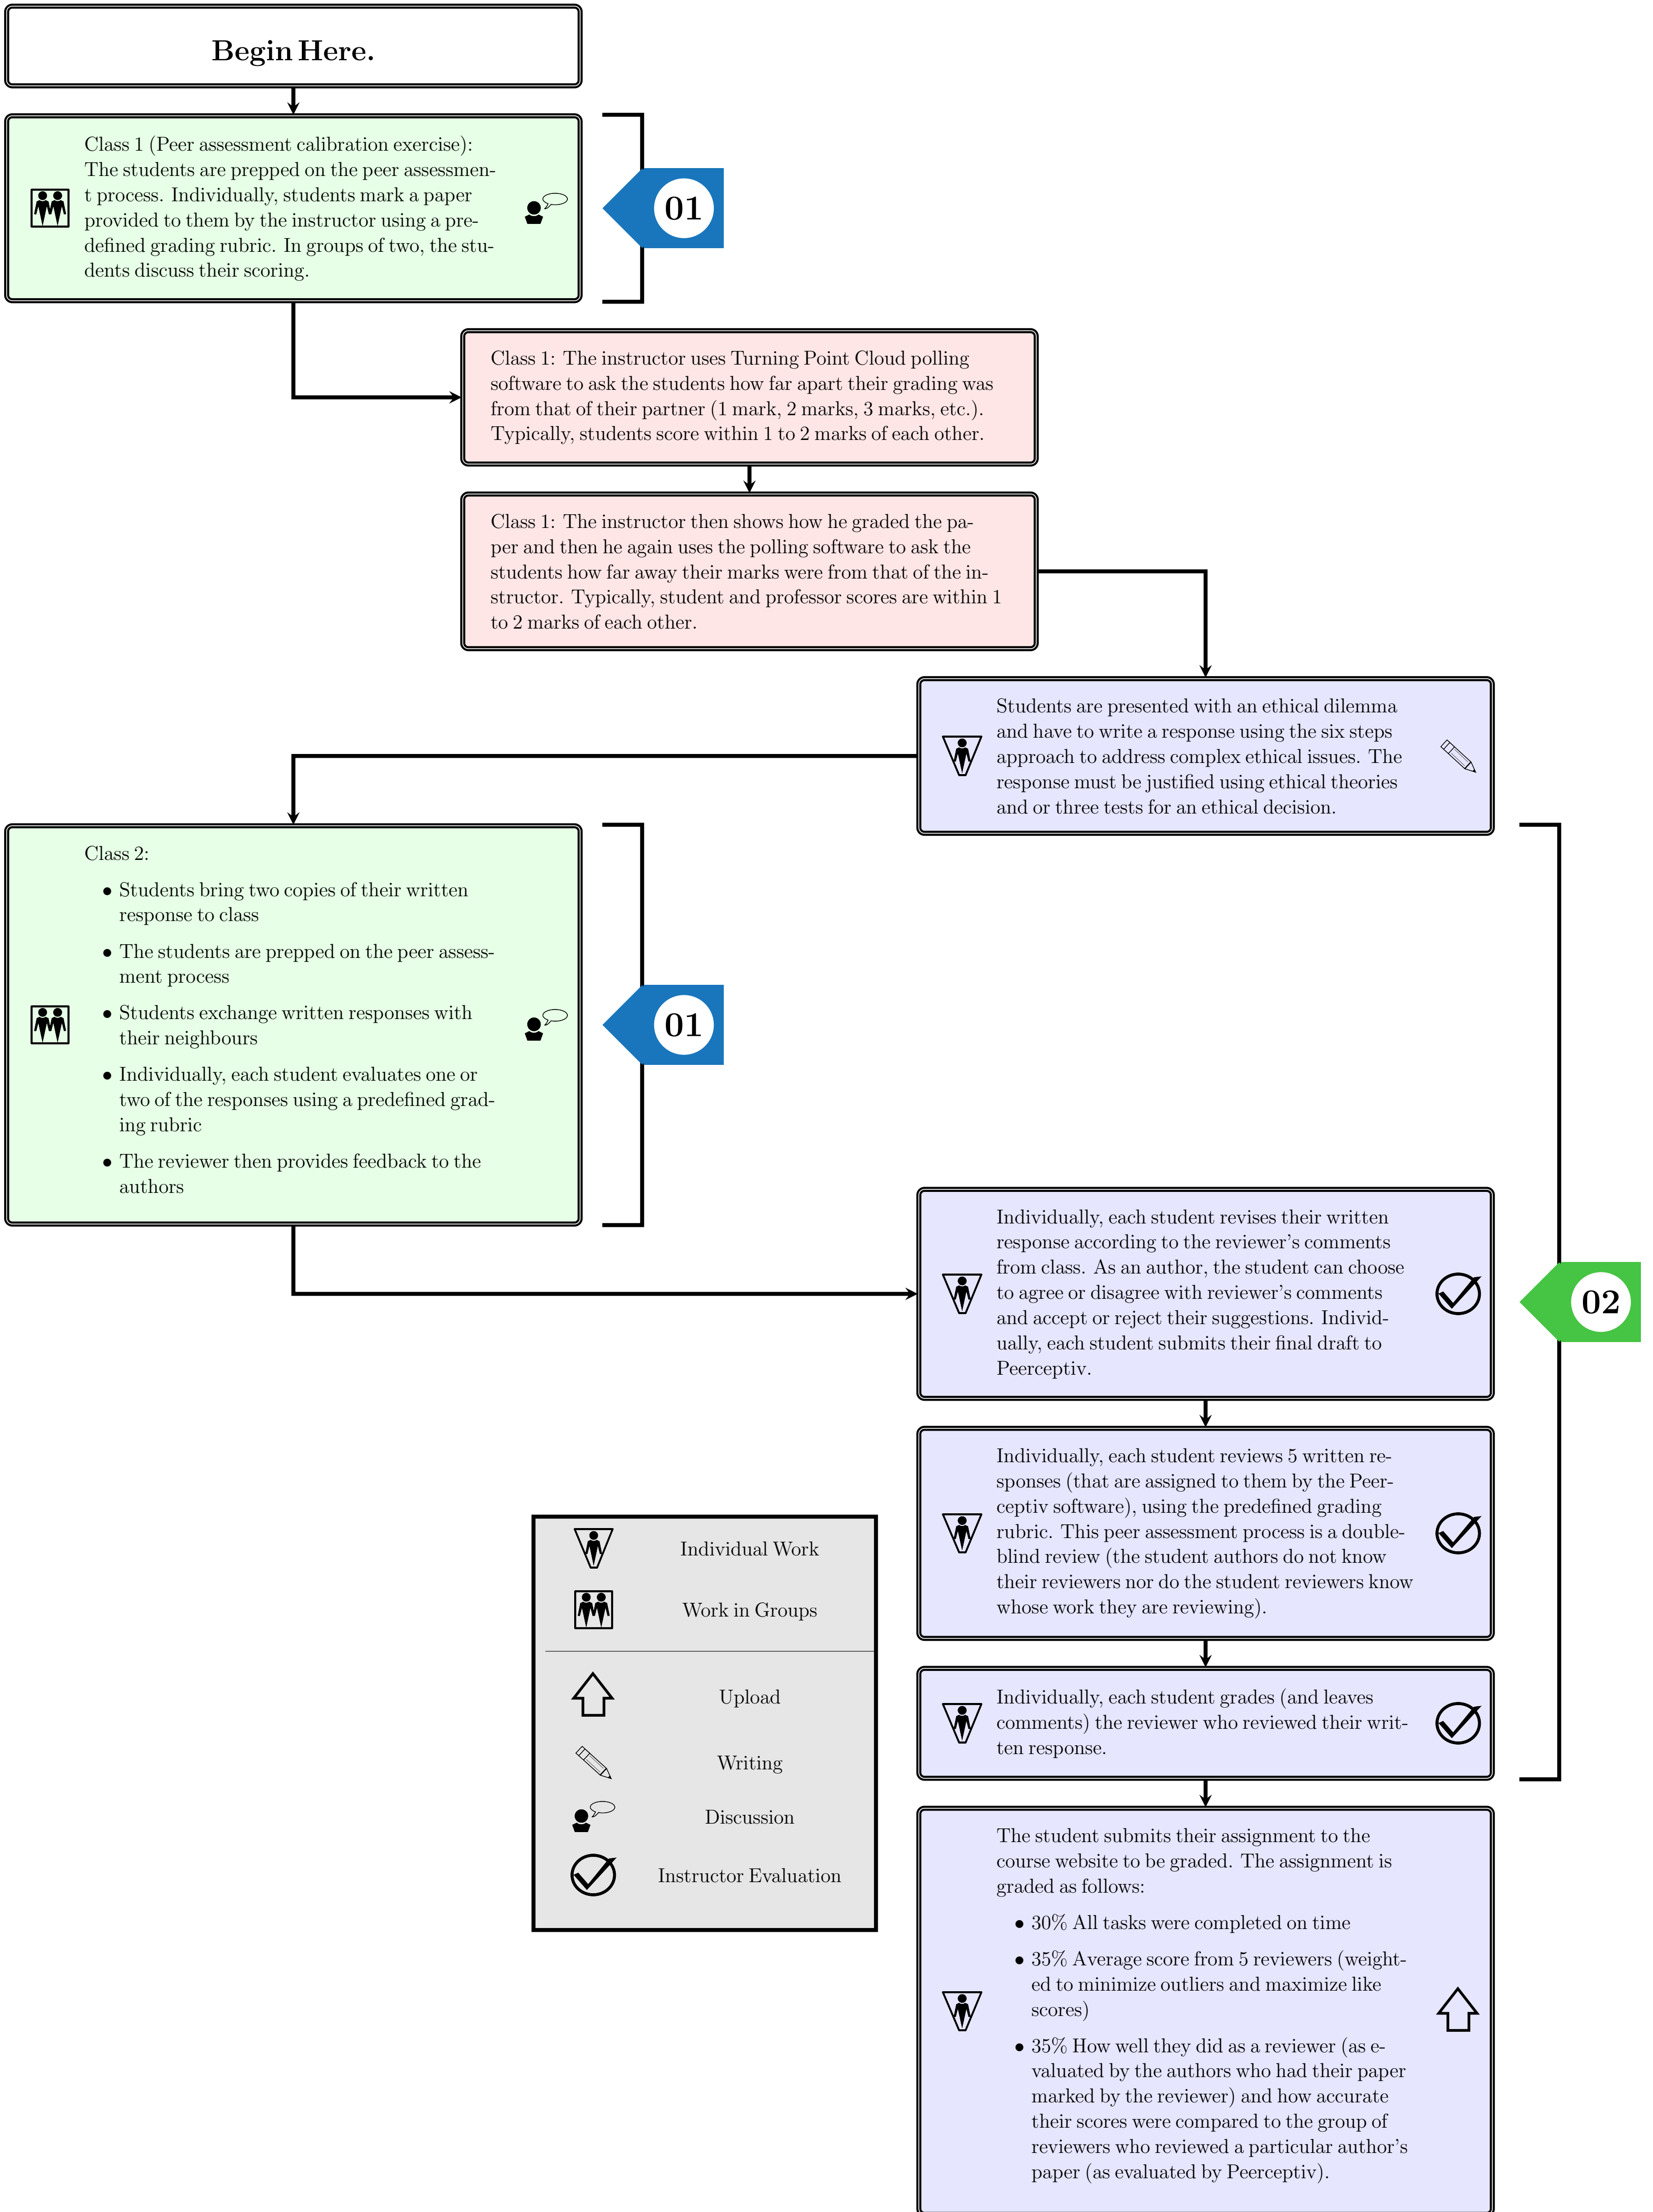 Begin Here.
Class 1 (Peer assessment calibration exercise):
The students are prepped on the peer assessmen-
t process. Individually, students mark a paper
provided to them by the instructor using a pre-
defined grading rubric. In groups of two, the stu-
dents discuss their scoring.
01
Class 1: The instructor uses Turning Point Cloud polling
software to ask the students how far apart their grading was
from that of their partner (1 mark, 2 marks, 3 marks, etc.).
Typically, students score within 1 to 2 marks of each other.
Class 1: The instructor then shows how he graded the pa-
per and then he again uses the polling software to ask the
students how far away their marks were from that of the in-
structor. Typically, student and professor scores are within 1
to 2 marks of each other.
Students are presented with an ethical dilemma
and have to write a response using the six steps
approach to address complex ethical issues. The
response must be justified using ethical theories
and or three tests for an ethical decision.
Class 2:
• Students bring two copies of their written
response to class
• The students are prepped on the peer assess-
ment process
• Students exchange written responses with
their neighbours
• Individually, each student evaluates one or
two of the responses using a predefined grad-
ing rubric
• The reviewer then provides feedback to the
authors
01
Individually, each student revises their written
response according to the reviewer's comments
from class. As an author, the student can choose
to agree or disagree with reviewer's comments
and accept or reject their suggestions. Individ-
ually, each student submits their final draft to
Peerceptiv.
02
Individually, each student reviews 5 written re-
sponses (that are assigned to them by the Peer-
ceptiv software), using the predefined grading
rubric. This peer assessment process is a double-
blind review (the student authors do not know
their reviewers nor do the student reviewers know
whose work they are reviewing).
Individually, each student grades (and leaves
comments) the reviewer who reviewed their writ-
ten response.
The student submits their assignment to the
course website to be graded. The assignment is
graded as follows:
• 30% All tasks were completed on time
• 35% Average score from 5 reviewers (weight-
ed to minimize outliers and maximize like
scores)
• 35% How well they did as a reviewer (as e-
valuated by the authors who had their paper
marked by the reviewer) and how accurate
their scores were compared to the group of
reviewers who reviewed a particular author's
paper (as evaluated by Peerceptiv).
Individual Work
Work in Groups
Upload
Writing
Discussion
Instructor Evaluation